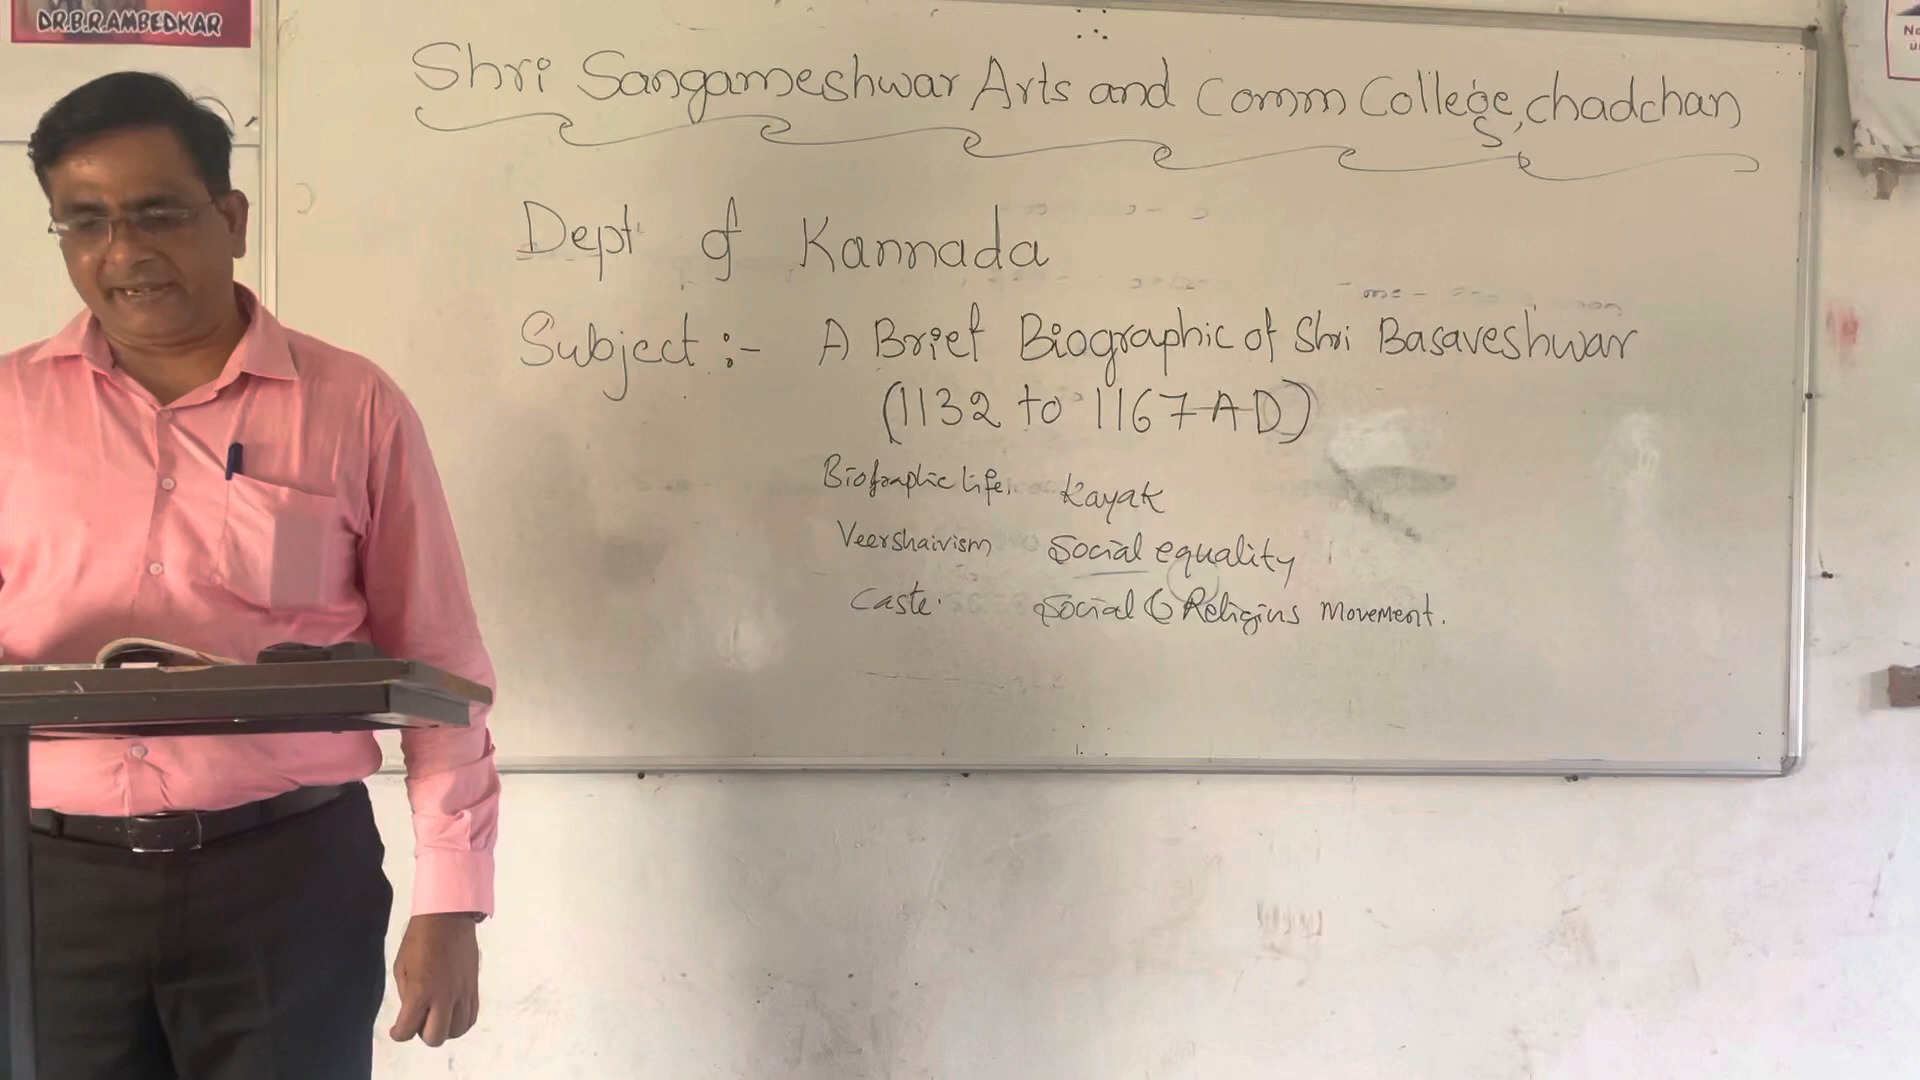 DR.B.R.AMBEDKAR
Shri Sangameshwar Arts and Comm College, chadchan
Dept of Kannada
Subject :- A Brief Biographic of Shri Basaveshwar
(1132 to 1167 AD)
Biographic life, Kayak
Veershaivism Social equality
Caste. Social & Religius Movement.